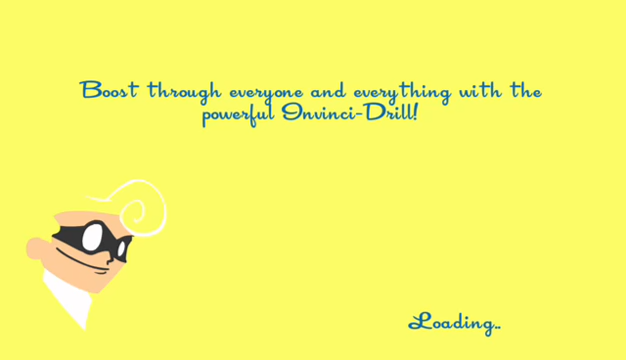 Boost through everyone and everything with the
powerful Invinci-Drill!
Loading..